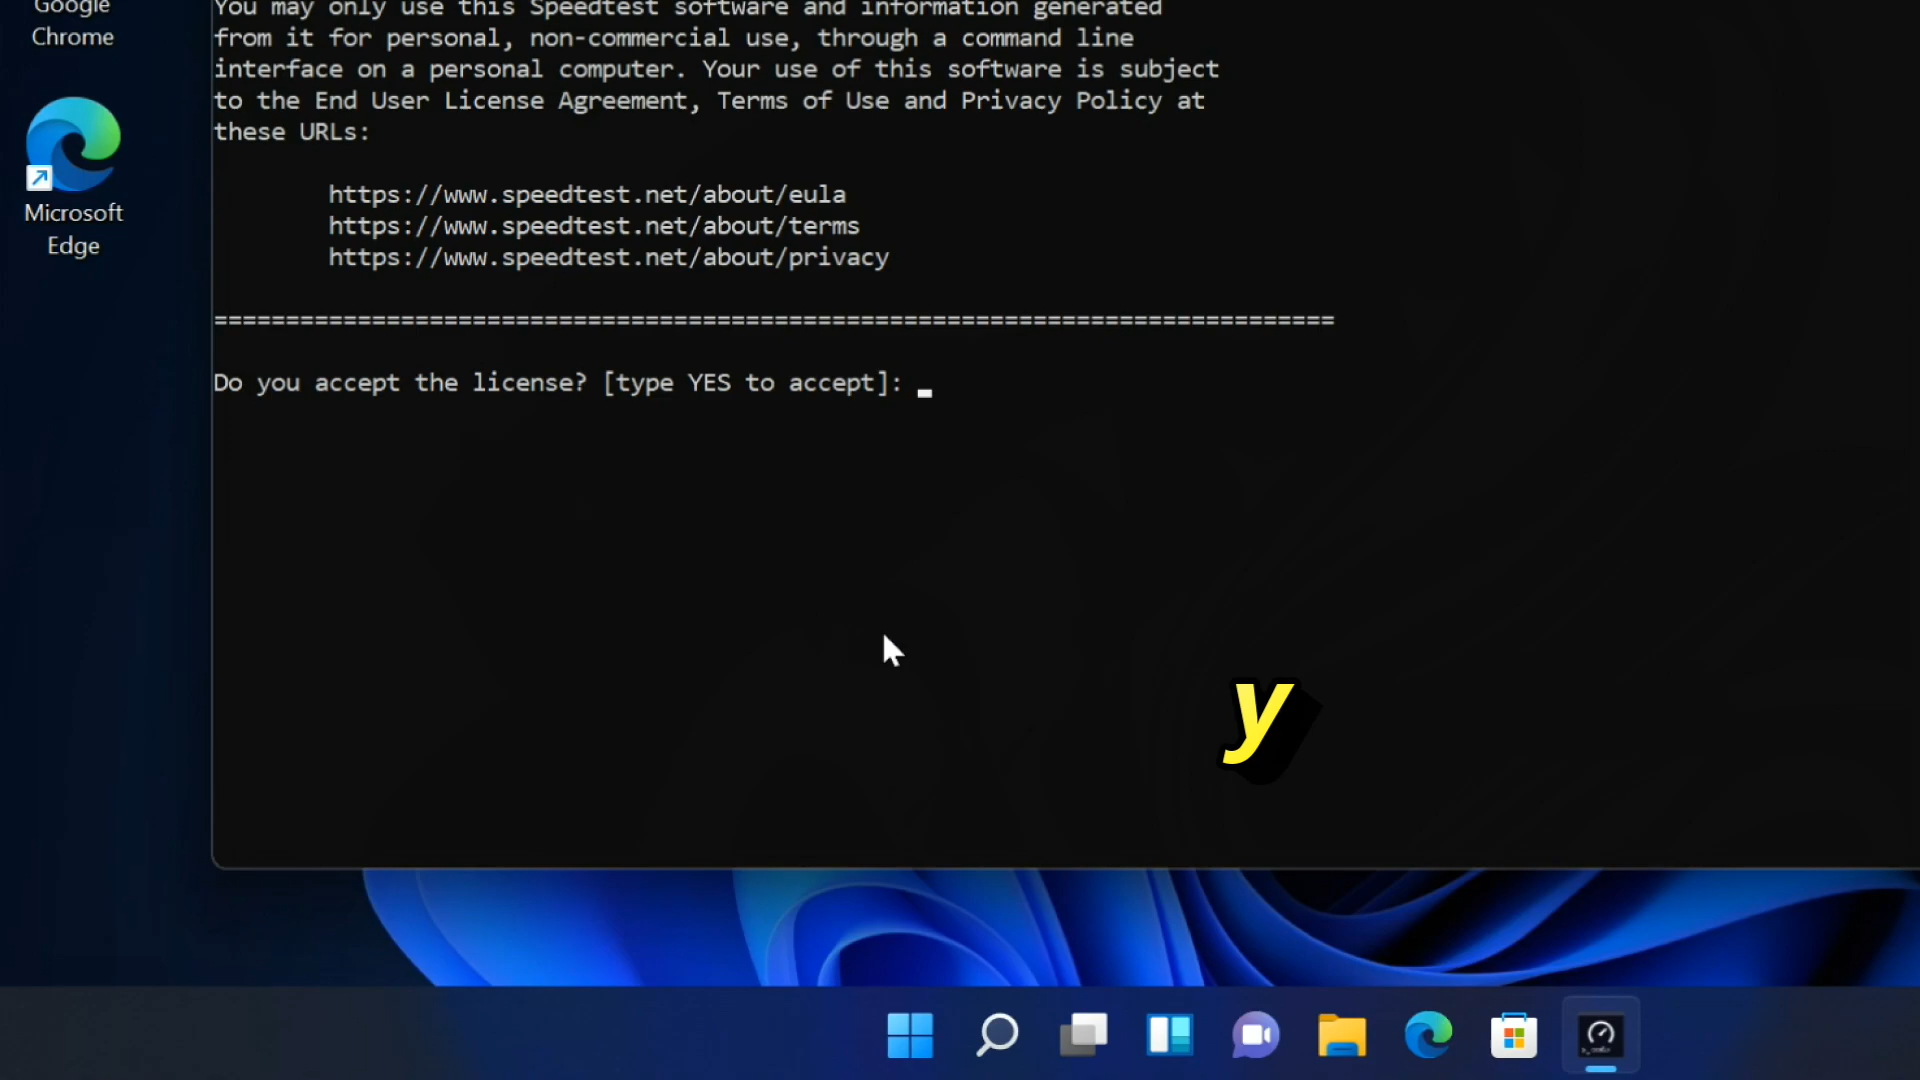 Google
Chrome
Microsoft
Edge
You may only use this Speedtest software and information generated
from it for personal, non-commercial use, through a command line
interface on a personal computer. Your use of this software is subject
to the End User License Agreement, Terms of Use and Privacy Policy at
these URLs:
https://www.speedtest.net/about/eula
https://www.speedtest.net/about/terms
https://www.speedtest.net/about/privacy
==============================================================================
Do you accept the license? [type YES to accept]: _
y